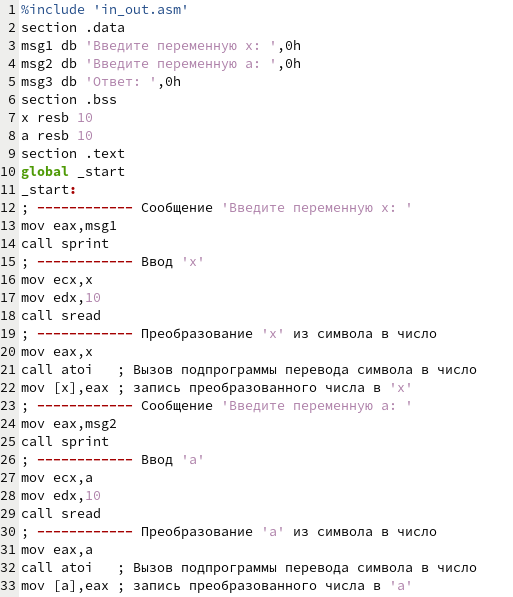 1 %include 'in_out.asm'
2 section .data
3 msg1 db 'Введите переменную x: ',0h
4 msg2 db 'Введите переменную a: ',0h
5 msg3 db 'Ответ: ',0h
6 section .bss
7 x resb 10
8 a resb 10
9 section .text
10 global _start
11 _start:
12 ; ------------ Сообщение 'Введите переменную x: '
13 mov eax,msg1
14 call sprint
15 ; ------------ Ввод 'x'
16 mov ecx,x
17 mov edx,10
18 call sread
19 ; ------------ Преобразование 'x' из символа в число
20 mov eax,x
21 call atoi   ; Вызов подпрограммы перевода символа в число
22 mov [x],eax ; запись преобразованного числа в 'x'
23 ; ------------ Сообщение 'Введите переменную a: '
24 mov eax,msg2
25 call sprint
26 ; ------------ Ввод 'a'
27 mov ecx,a
28 mov edx,10
29 call sread
30 ; ------------ Преобразование 'a' из символа в число
31 mov eax,a
32 call atoi   ; Вызов подпрограммы перевода символа в число
33 mov [a],eax ; запись преобразованного числа в 'a'